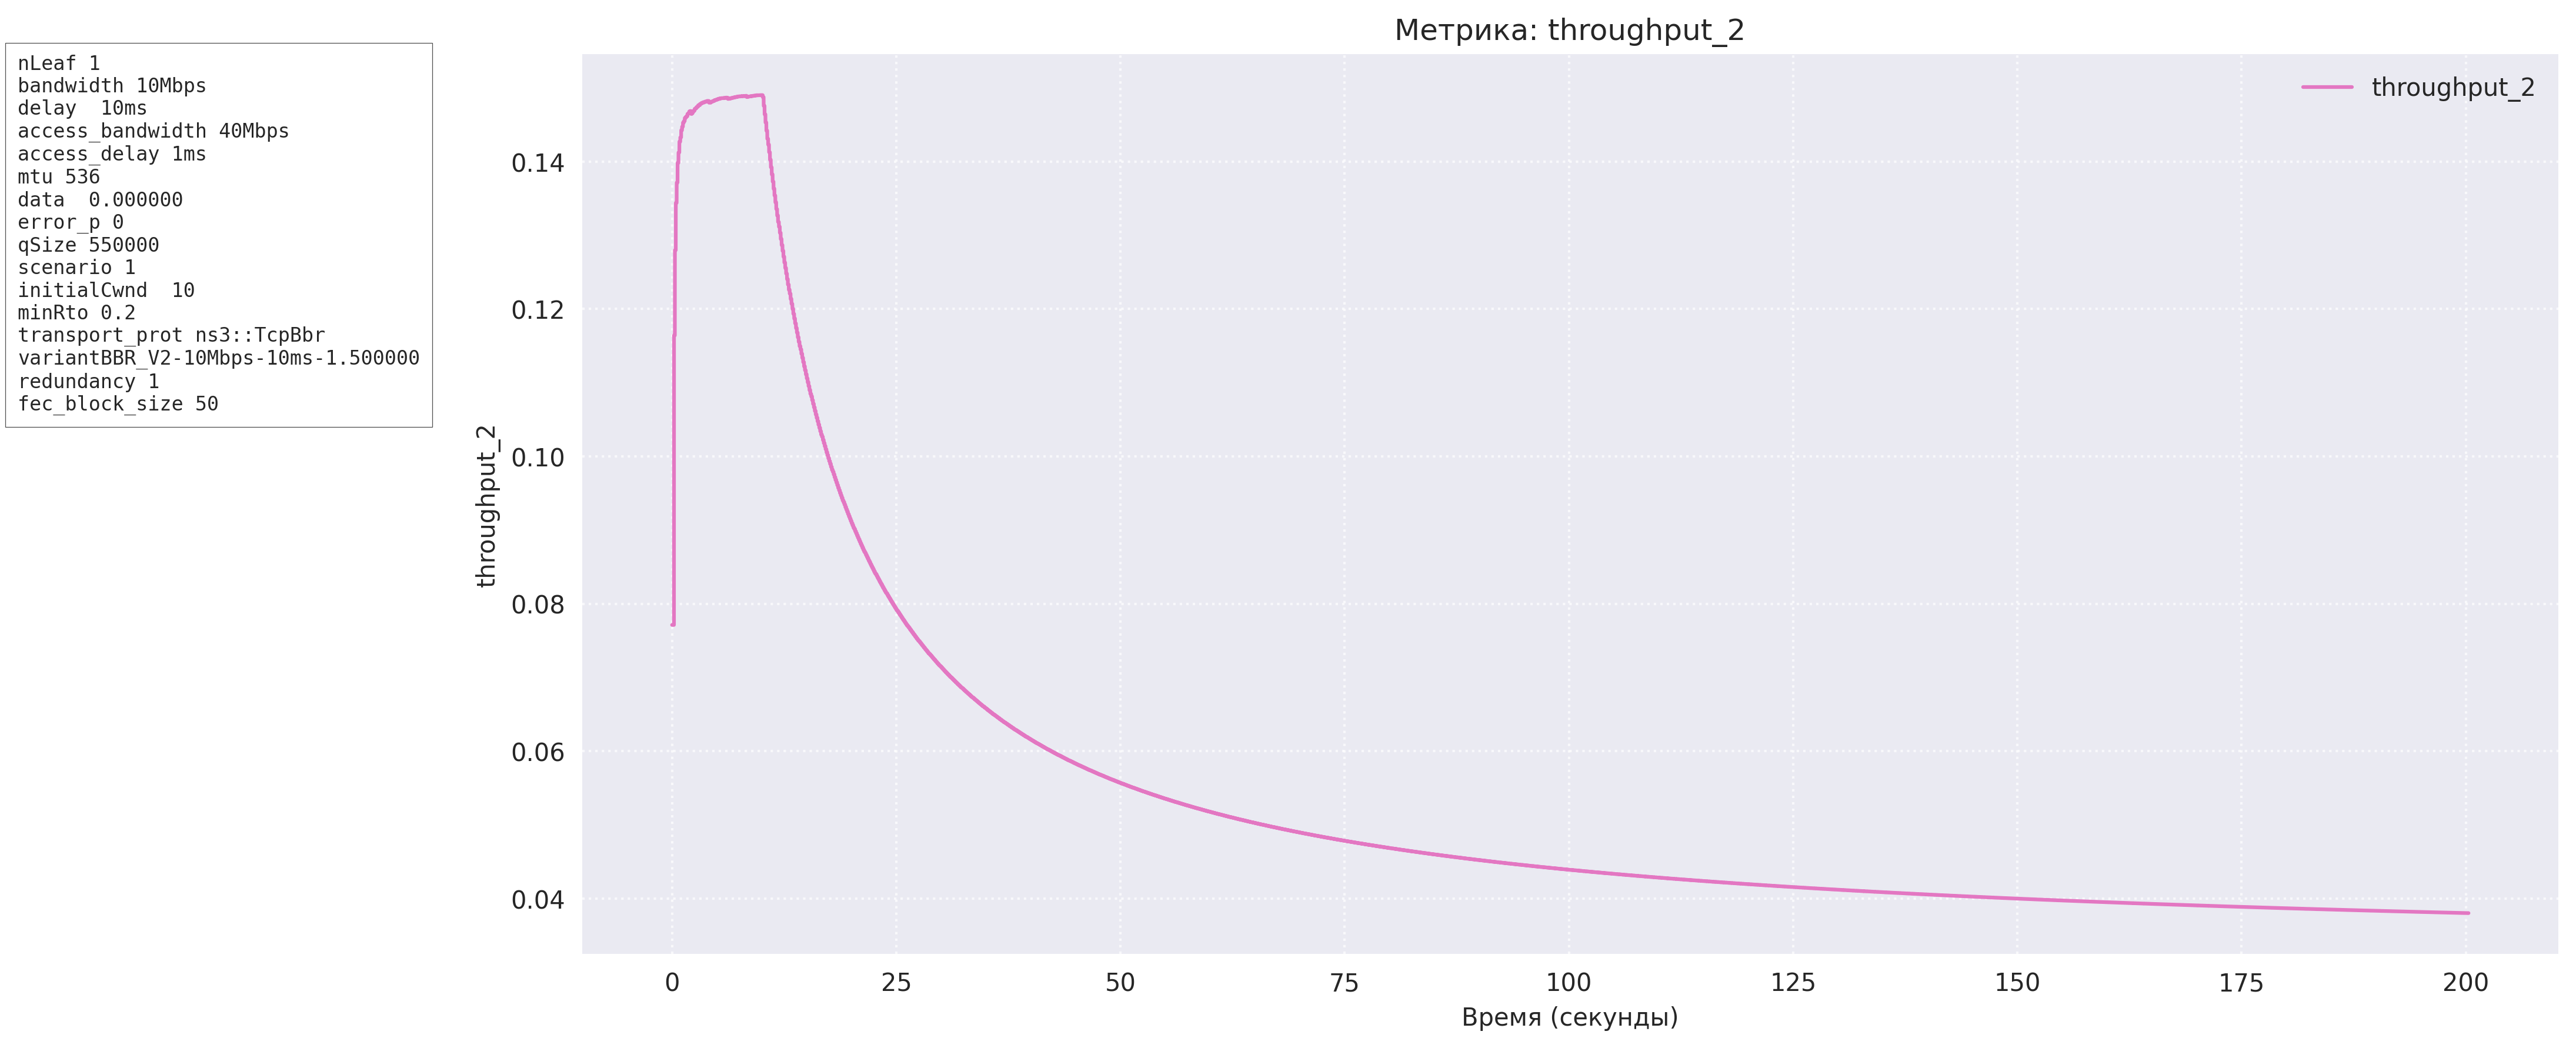 Метрика: throughput_2
nLeaf 1
bandwidth 10Mbps
delay  10ms
access_bandwidth 40Mbps
access_delay 1ms
mtu 536
data  0.000000
error_p 0
qSize 550000
scenario 1
initialCwnd  10
minRto 0.2
transport_prot ns3::TcpBbr
variantBBR_V2-10Mbps-10ms-1.500000
redundancy 1
fec_block_size 50
throughput_2
throughput_2
0.14
0.12
0.10
0.08
0.06
0.04
0 25 50 75 100 125 150 175 200
Время (секунды)